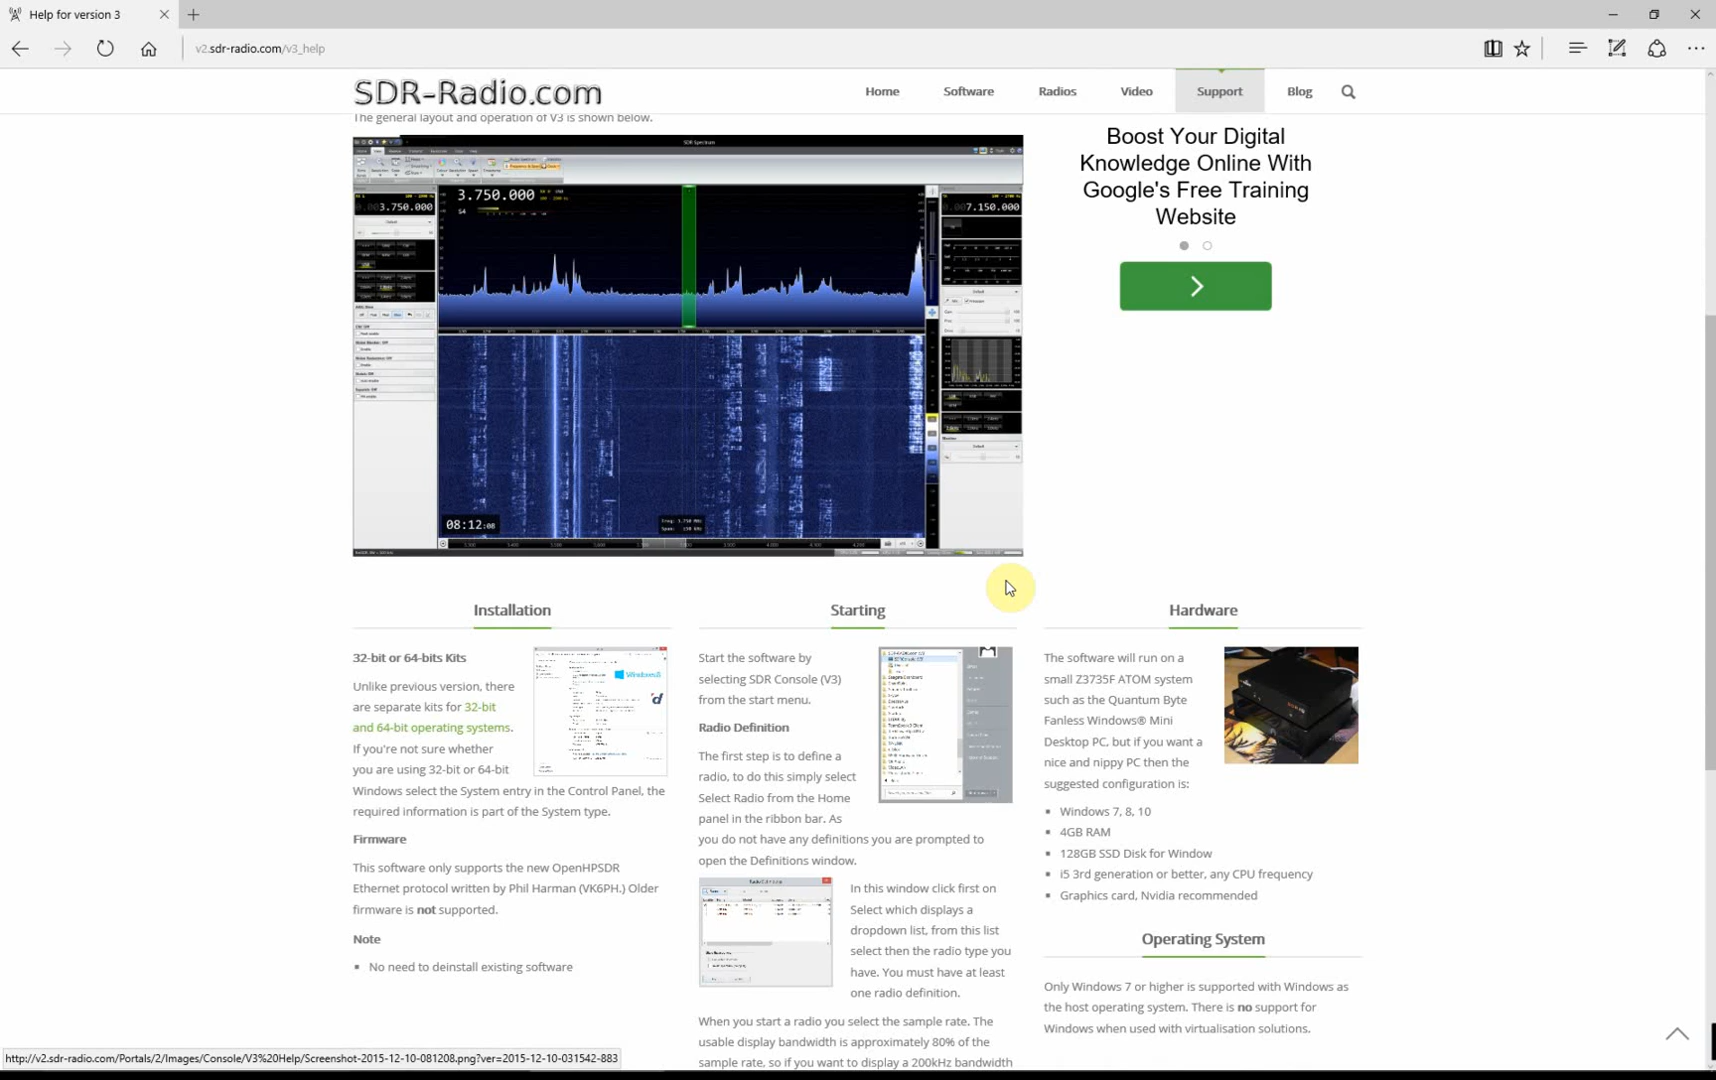 Help for version 3
v2.sdr-radio.com/v3_help
SDR-Radio.com
Home
Software
Radios
Video
Support
Blog
The general layout and operation of V3 is shown below.
SDR Spectrum
3.750.000
S4
3.750.000
7.150.000
08:12:08
Boost Your Digital
Knowledge Online With
Google's Free Training
Website
Installation
32-bit or 64-bits Kits
Unlike previous version, there
are separate kits for 32-bit
and 64-bit operating systems.
If you're not sure whether
you are using 32-bit or 64-bit
Windows select the System entry in the Control Panel, the
required information is part of the System type.
Firmware
This software only supports the new OpenHPSDR
Ethernet protocol written by Phil Harman (VK6PH.) Older
firmware is not supported.
Note
No need to deinstall existing software
Starting
Start the software by
selecting SDR Console (V3)
from the start menu.
Radio Definition
The first step is to define a
radio, to do this simply select
Select Radio from the Home
panel in the ribbon bar. As
you do not have any definitions you are prompted to
open the Definitions window.
In this window click first on
Select which displays a
dropdown list, from this list
select then the radio type you
have. You must have at least
one radio definition.
When you start a radio you select the sample rate. The
usable display bandwidth is approximately 80% of the
sample rate, so if you want to display a 200kHz bandwidth
Hardware
The software will run on a
small Z3735F ATOM system
such as the Quantum Byte
Fanless Windows® Mini
Desktop PC, but if you want a
nice and nippy PC then the
suggested configuration is:
Windows 7, 8, 10
4GB RAM
128GB SSD Disk for Window
i5 3rd generation or better, any CPU frequency
Graphics card, Nvidia recommended
Operating System
Only Windows 7 or higher is supported with Windows as
the host operating system. There is no support for
Windows when used with virtualisation solutions.
http://v2.sdr-radio.com/Portals/2/Images/Console/V3%20Help/Screenshot-2015-12-10-081208.png?ver=2015-12-10-031542-883